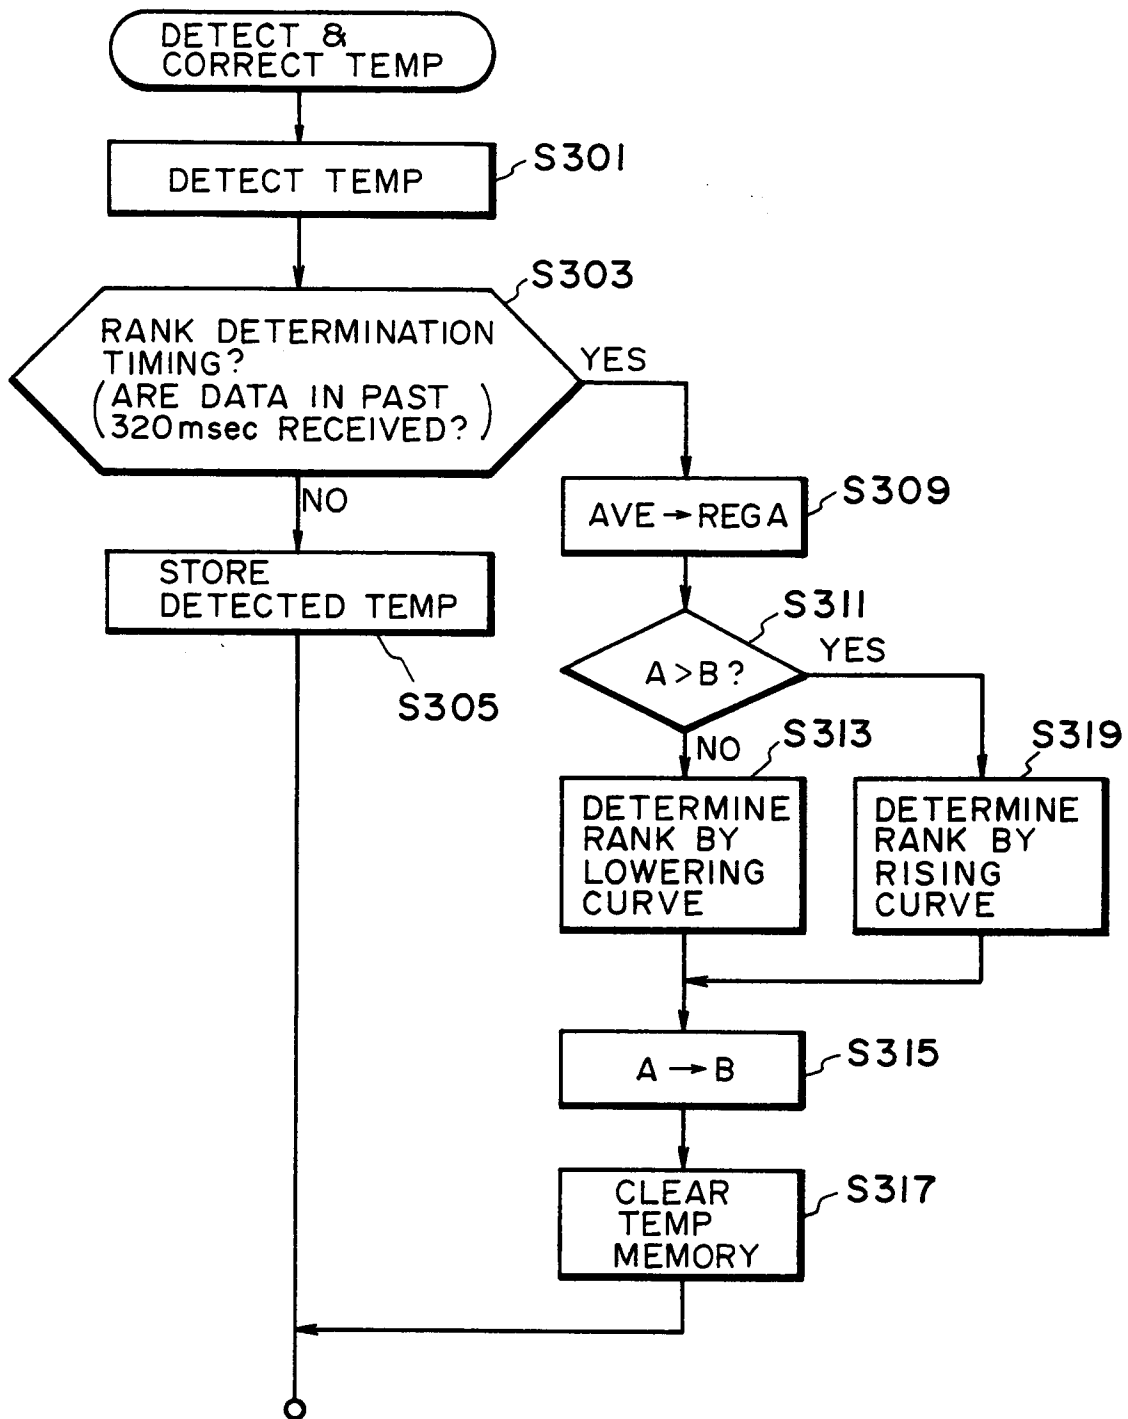 DETECT &
CORRECT TEMP
DETECT TEMP
S301
S303
RANK DETERMINATION
TIMING?
(ARE DATA IN PAST
320msec RECEIVED?)
YES
NO
STORE
DETECTED TEMP
S305
AVE → REGA
S309
S311
A > B?
YES
NO
S313
DETERMINE
RANK BY
LOWERING
CURVE
S319
DETERMINE
RANK BY
RISING
CURVE
A → B
S315
CLEAR
TEMP
MEMORY
S317